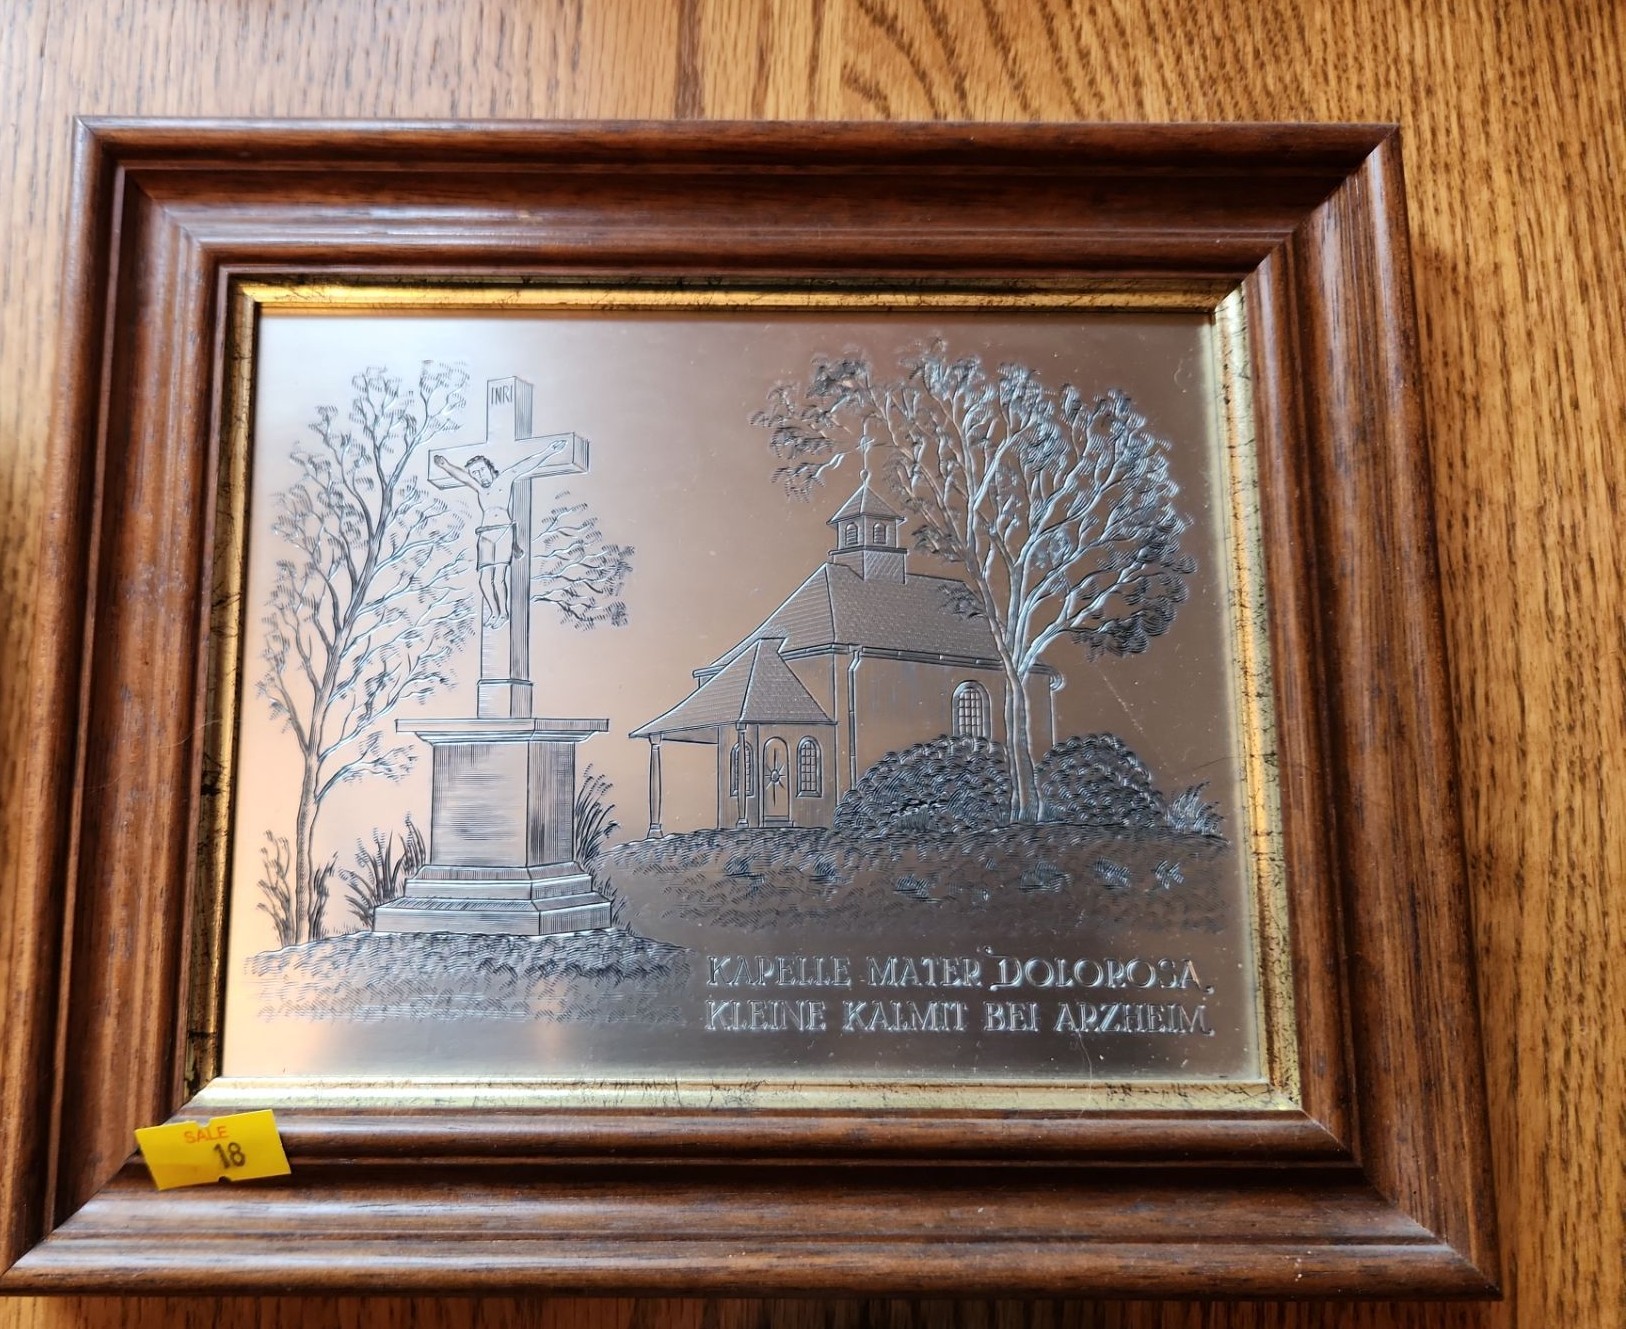 INRI
KAPELLE MATER DOLOROSA
KLEINE KALMIT BEI ARZHEIM
SALE
18